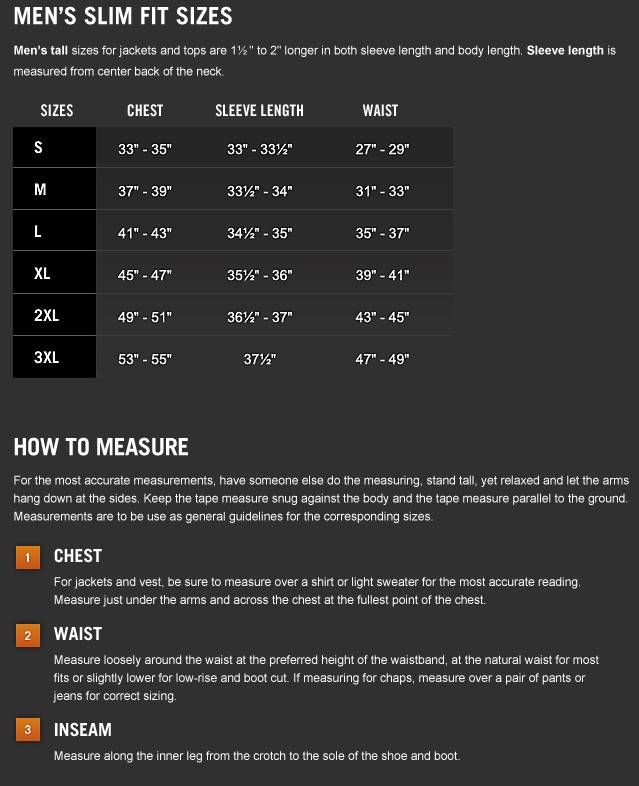 MEN'S SLIM FIT SIZES
Men's tall sizes for jackets and tops are 1½" to 2" longer in both sleeve length and body length. Sleeve length is
measured from center back of the neck.
SIZES CHEST SLEEVE LENGTH WAIST
S 33" - 35" 33" - 33½" 27" - 29"
M 37" - 39" 33½" - 34" 31" - 33"
L 41" - 43" 34½" - 35" 35" - 37"
XL 45" - 47" 35½" - 36" 39" - 41"
2XL 49" - 51" 36½" - 37" 43" - 45"
3XL 53" - 55" 37½" 47" - 49"
HOW TO MEASURE
For the most accurate measurements, have someone else do the measuring, stand tall, yet relaxed and let the arms
hang down at the sides. Keep the tape measure snug against the body and the tape measure parallel to the ground.
Measurements are to be use as general guidelines for the corresponding sizes.
1 CHEST
For jackets and vest, be sure to measure over a shirt or light sweater for the most accurate reading.
Measure just under the arms and across the chest at the fullest point of the chest.
2 WAIST
Measure loosely around the waist at the preferred height of the waistband, at the natural waist for most
fits or slightly lower for low-rise and boot cut. If measuring for chaps, measure over a pair of pants or
jeans for correct sizing.
3 INSEAM
Measure along the inner leg from the crotch to the sole of the shoe and boot.